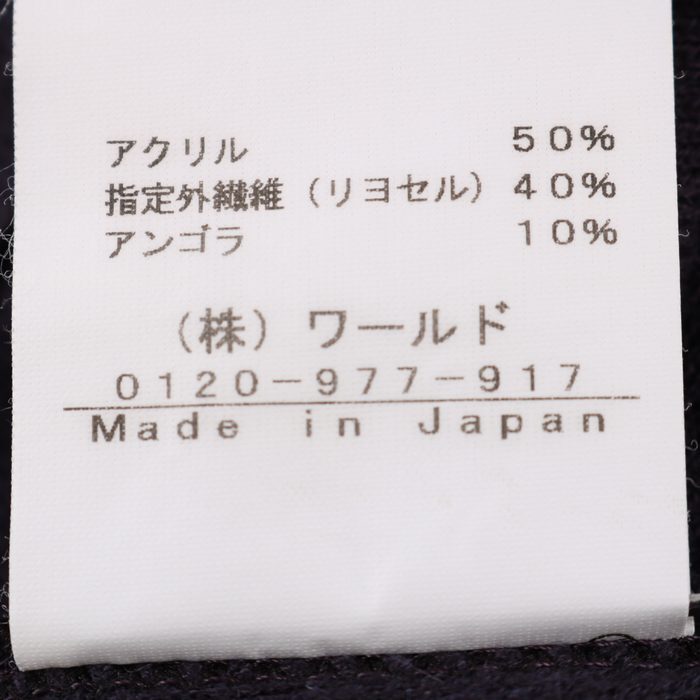 アクリル 50%
指定外繊維（リヨセル） 40%
アンゴラ 10%
（株）ワールド
0120-977-917
Made in Japan